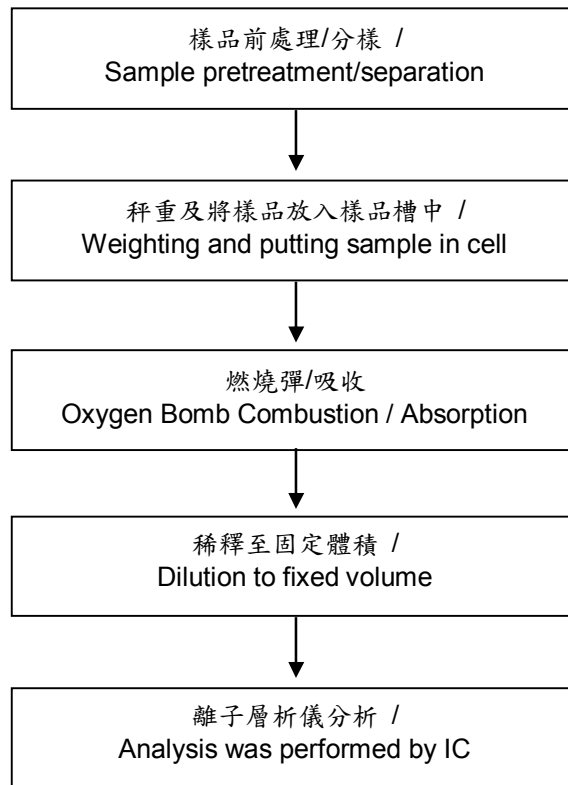 樣品前處理/分樣 /
Sample pretreatment/separation
秤重及將樣品放入樣品槽中 /
Weighting and putting sample in cell
燃燒彈/吸收
Oxygen Bomb Combustion / Absorption
稀釋至固定體積 /
Dilution to fixed volume
離子層析儀分析 /
Analysis was performed by IC